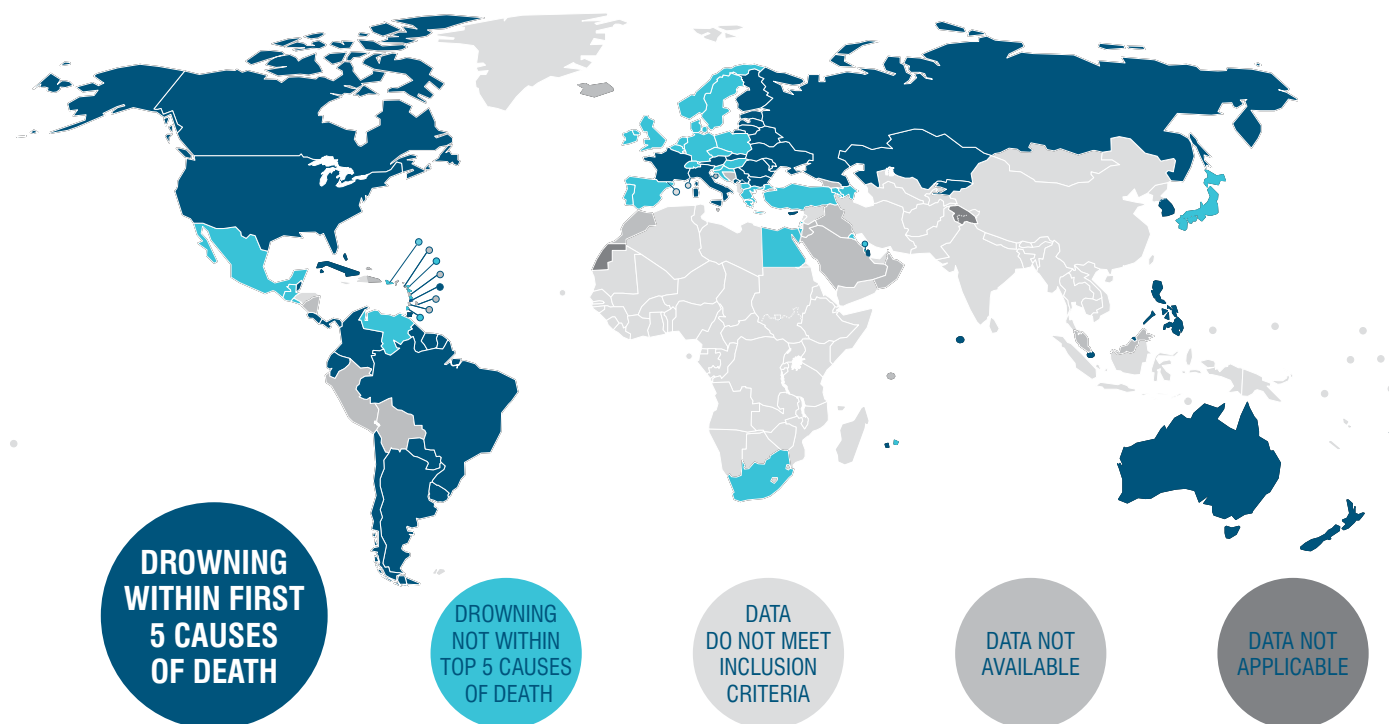 DROWNING
WITHIN FIRST
5 CAUSES
OF DEATH
DROWNING
NOT WITHIN
TOP 5 CAUSES
OF DEATH
DATA
DO NOT MEET
INCLUSION
CRITERIA
DATA NOT
AVAILABLE
DATA NOT
APPLICABLE